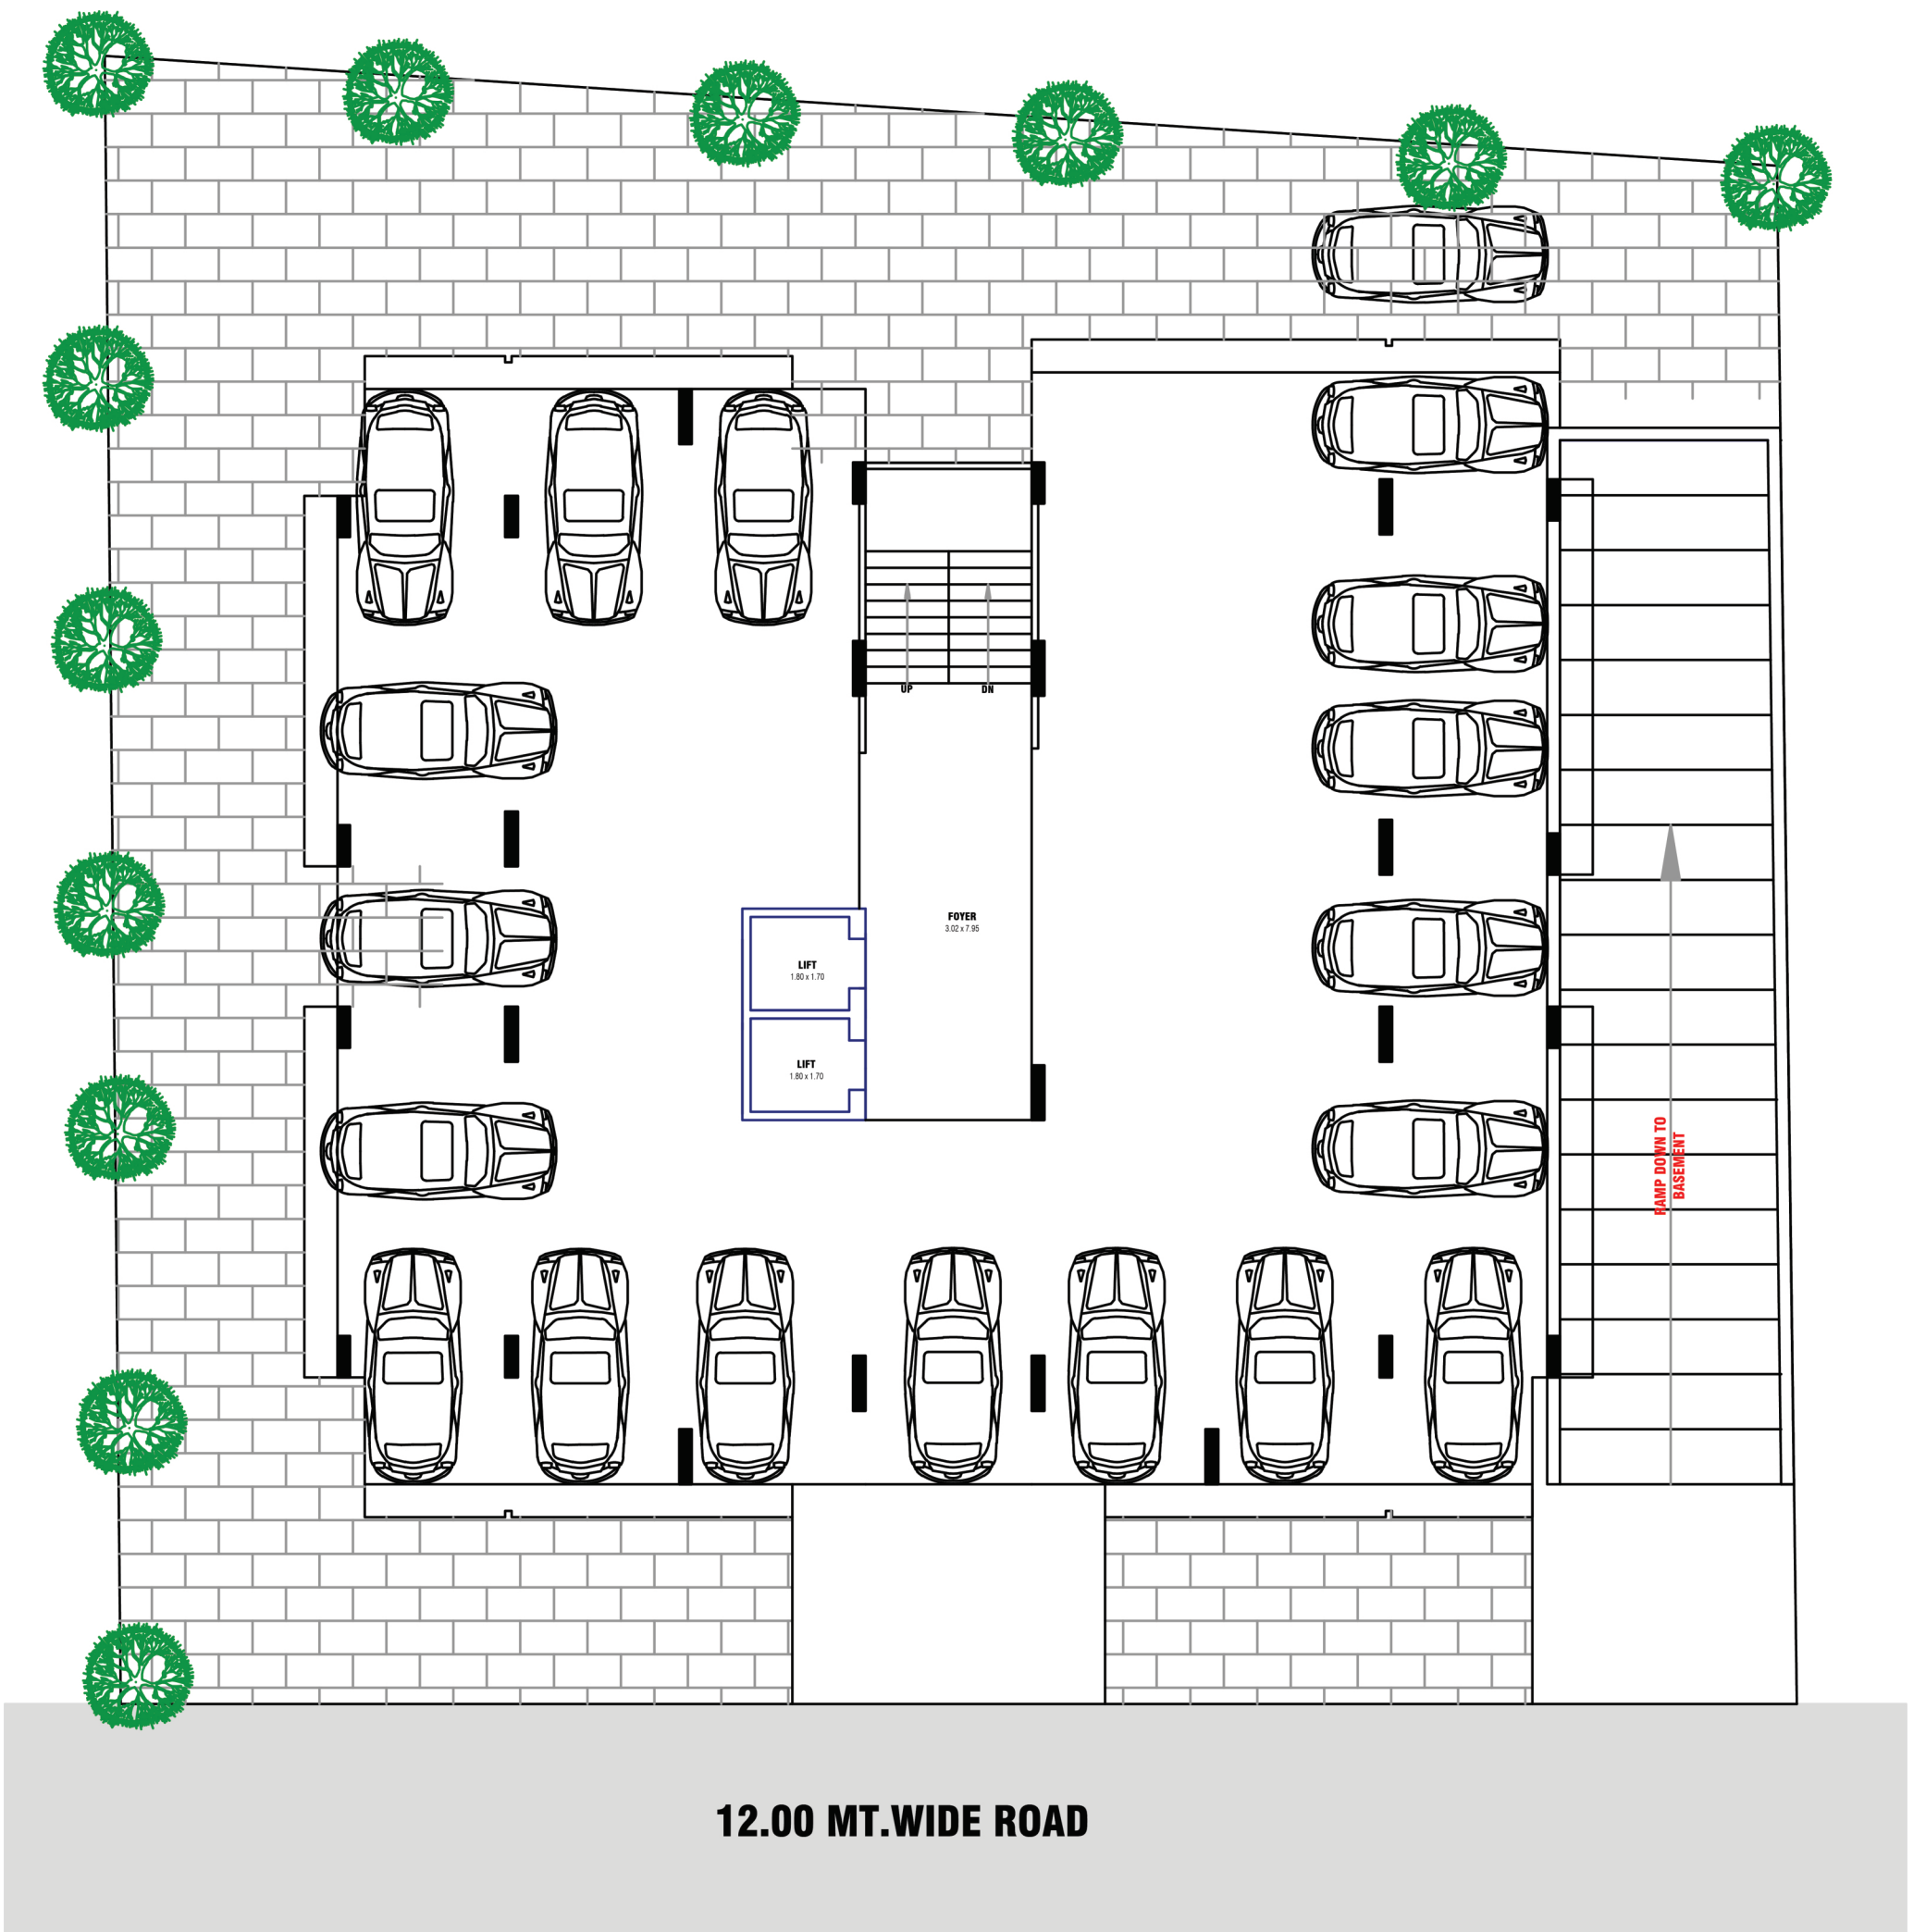 UP
DN
FOYER
3.02 x 7.95
LIFT
1.80 x 1.70
LIFT
1.80 x 1.70
RAMP DOWN TO
BASEMENT
12.00 MT.WIDE ROAD